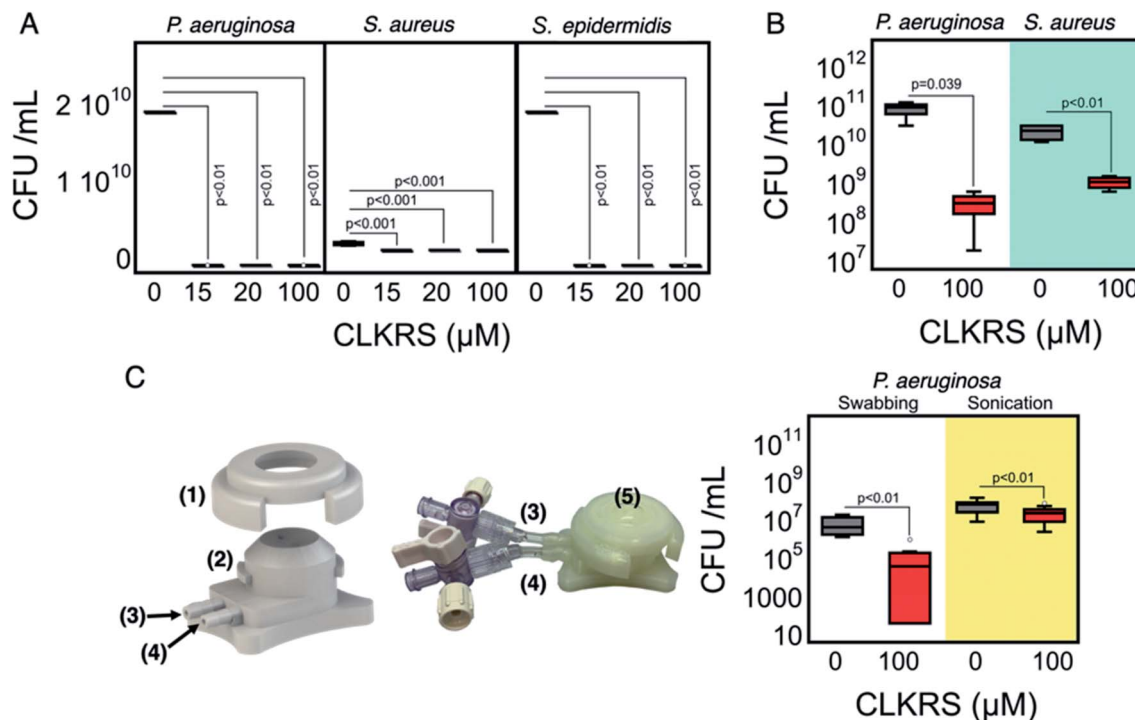 A
P. aeruginosa
S. aureus
S. epidermidis
CFU /mL
2 10^10
1 10^10
0
p<0.01
p<0.01
p<0.01
p<0.001
p<0.001
p<0.001
p<0.01
p<0.01
p<0.01
0 15 20 100 0 15 20 100 0 15 20 100
CLKRS (µM)
B
P. aeruginosa
S. aureus
CFU /mL
10^12
10^11
10^10
10^9
10^8
10^7
p=0.039
p<0.01
0 100 0 100
CLKRS (µM)
C
(1)
(2)
(3)
(4)
(3)
(4)
(5)
P. aeruginosa
Swabbing Sonication
CFU /mL
10^11
10^9
10^7
10^5
1000
10
p<0.01
p<0.01
0 100 0 100
CLKRS (µM)